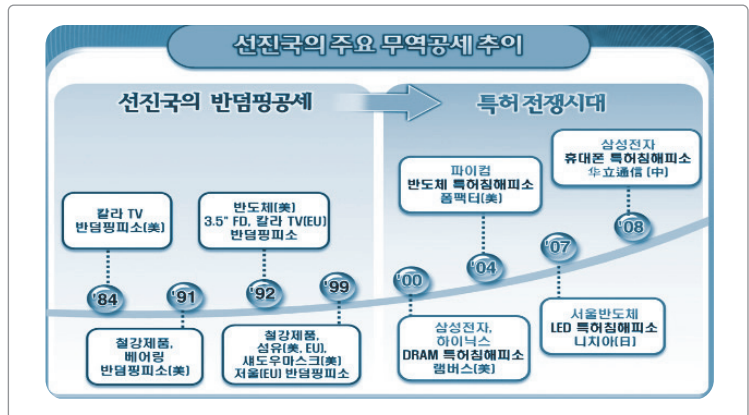 선진국의 주요 무역공세 추이
선진국의 반덤핑공세
특허 전쟁시대
칼라 TV
반덤핑피소(美)
'84
철강제품,
베어링
반덤핑피소(美)
'91
반도체(美)
3.5" FD, 칼라 TV(EU)
반덤핑피소
'92
철강제품,
섬유(美, EU),
섀도우마스크(美)
저울(EU) 반덤핑피소
'99
삼성전자,
하이닉스
DRAM 특허침해피소
램버스(美)
'00
파이컴
반도체 특허침해피소
폼팩터(美)
'04
서울반도체
LED 특허침해피소
니치아(日)
'07
삼성전자
휴대폰 특허침해피소
华立通信 (中)
'08